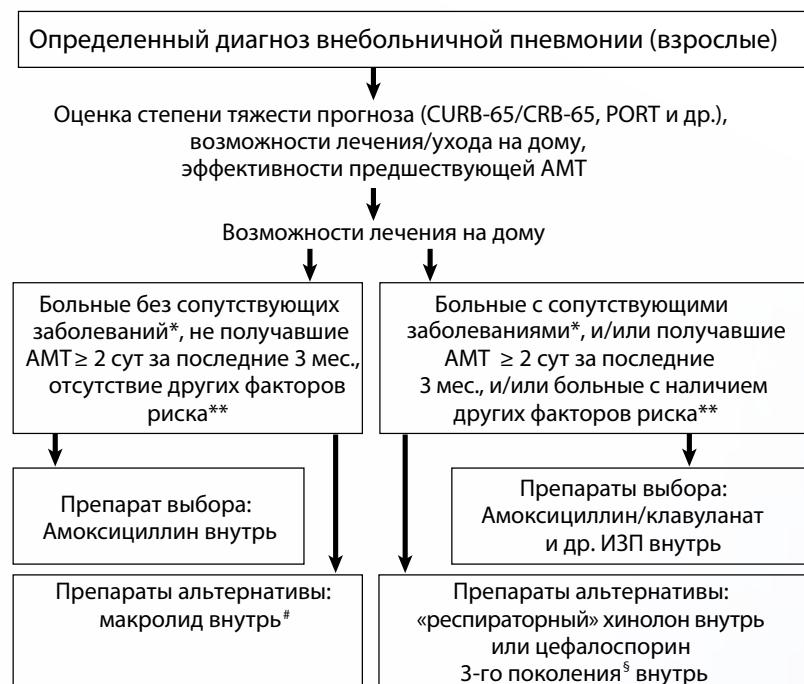 Определенный диагноз внебольничной пневмонии (взрослые)
Оценка степени тяжести прогноза (CURB-65/CRB-65, PORT и др.),
возможности лечения/ухода на дому,
эффективности предшествующей АМТ
Возможности лечения на дому
Больные без сопутствующих
заболеваний*, не получавшие
АМТ ≥ 2 сут за последние 3 мес.,
отсутствие других факторов
риска**
Больные с сопутствующими
заболеваниями*, и/или получавшие
АМТ ≥ 2 сут за последние
3 мес., и/или больные с наличием
других факторов риска**
Препарат выбора:
Амоксициллин внутрь
Препараты выбора:
Амоксициллин/клавуланат
и др. ИЗП внутрь
Препараты альтернативы:
макролид внутрь#
Препараты альтернативы:
«респираторный» хинолон внутрь
или цефалоспорин
3-го поколения§ внутрь